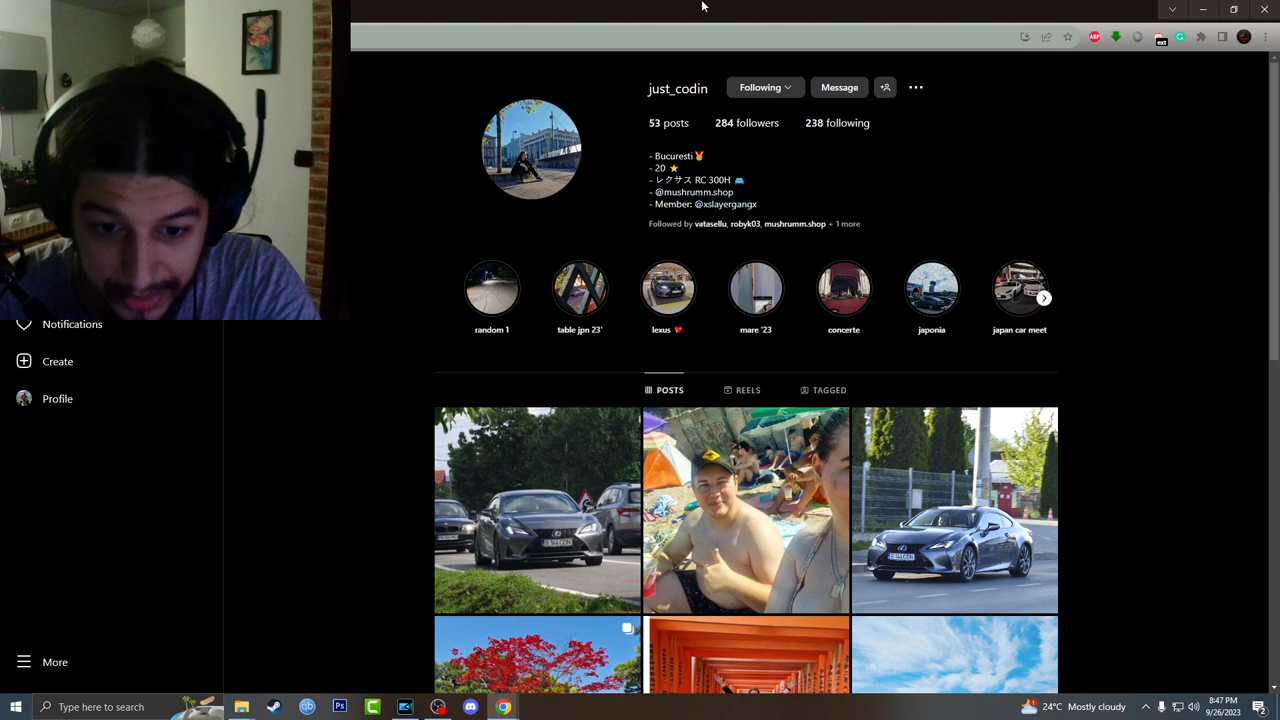 just_codin
Following
Message
53 posts
284 followers
238 following
- Bucuresti🏅
- 20 ⭐
- レクサス RC 300H 🚘
- @mushrumm.shop
- Member: @xslayergangx
Followed by vatasellu, robyk03, mushrumm.shop + 1 more
random 1
table jpn 23'
lexus
mare '23
concerte
japonia
japan car meet
Notifications
Create
Profile
POSTS
REELS
TAGGED
More
Type here to search
24°C Mostly cloudy
8:47 PM
9/26/2023
ABP
ext
Ps